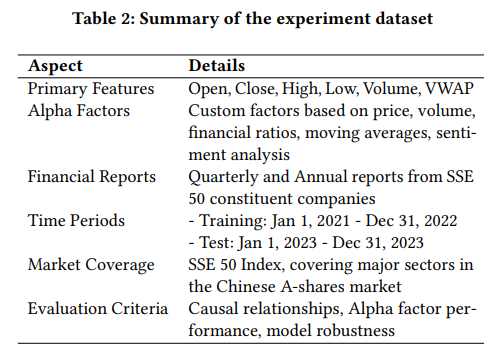 Table 2: Summary of the experiment dataset
Aspect Details
Primary Features Open, Close, High, Low, Volume, VWAP
Alpha Factors Custom factors based on price, volume,
financial ratios, moving averages, senti-
ment analysis
Financial Reports Quarterly and Annual reports from SSE
50 constituent companies
Time Periods - Training: Jan 1, 2021 - Dec 31, 2022
- Test: Jan 1, 2023 - Dec 31, 2023
Market Coverage SSE 50 Index, covering major sectors in
the Chinese A-shares market
Evaluation Criteria Causal relationships, Alpha factor per-
formance, model robustness